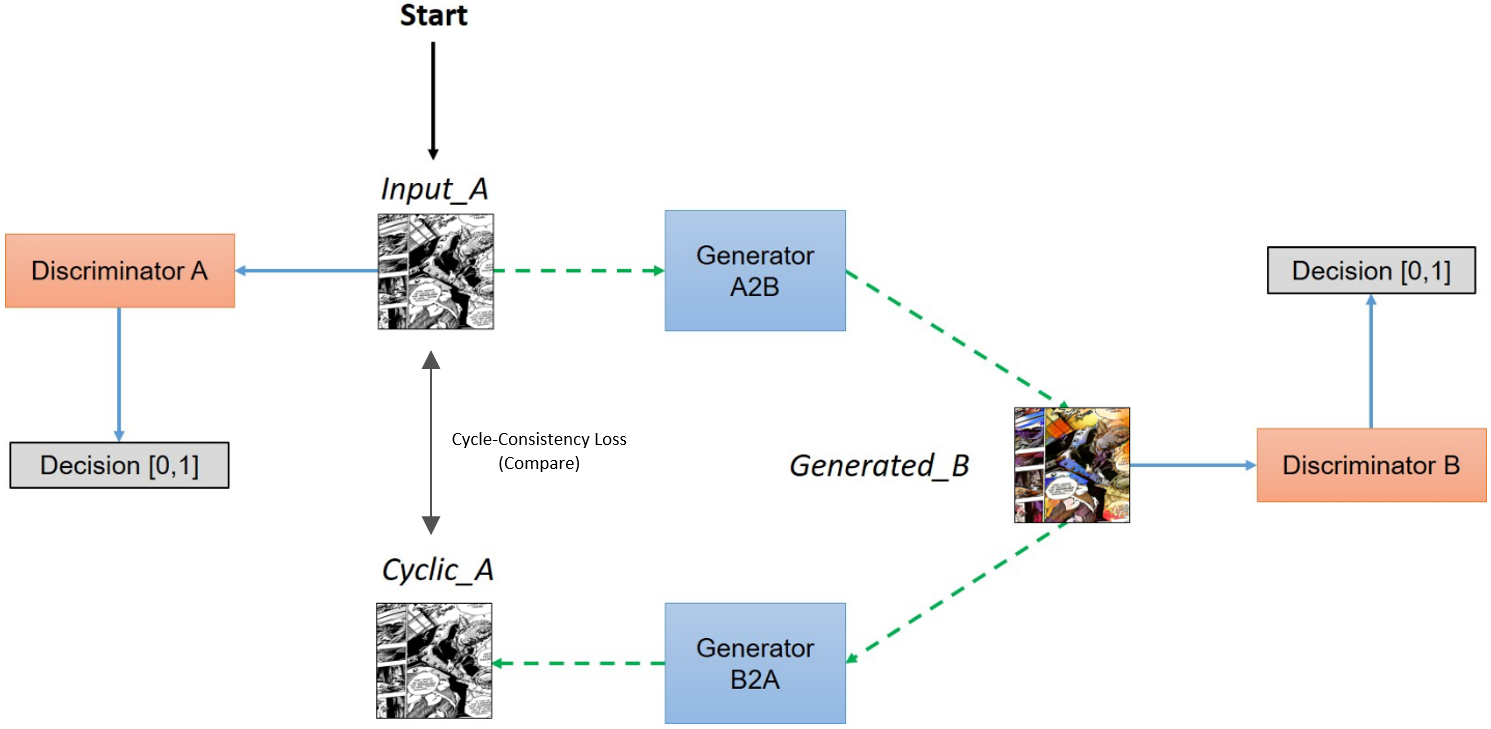 Start
Input_A
Discriminator A
Generator
A2B
Decision [0,1]
Cycle-Consistency Loss
(Compare)
Decision [0,1]
Generated_B
Discriminator B
Cyclic_A
Generator
B2A